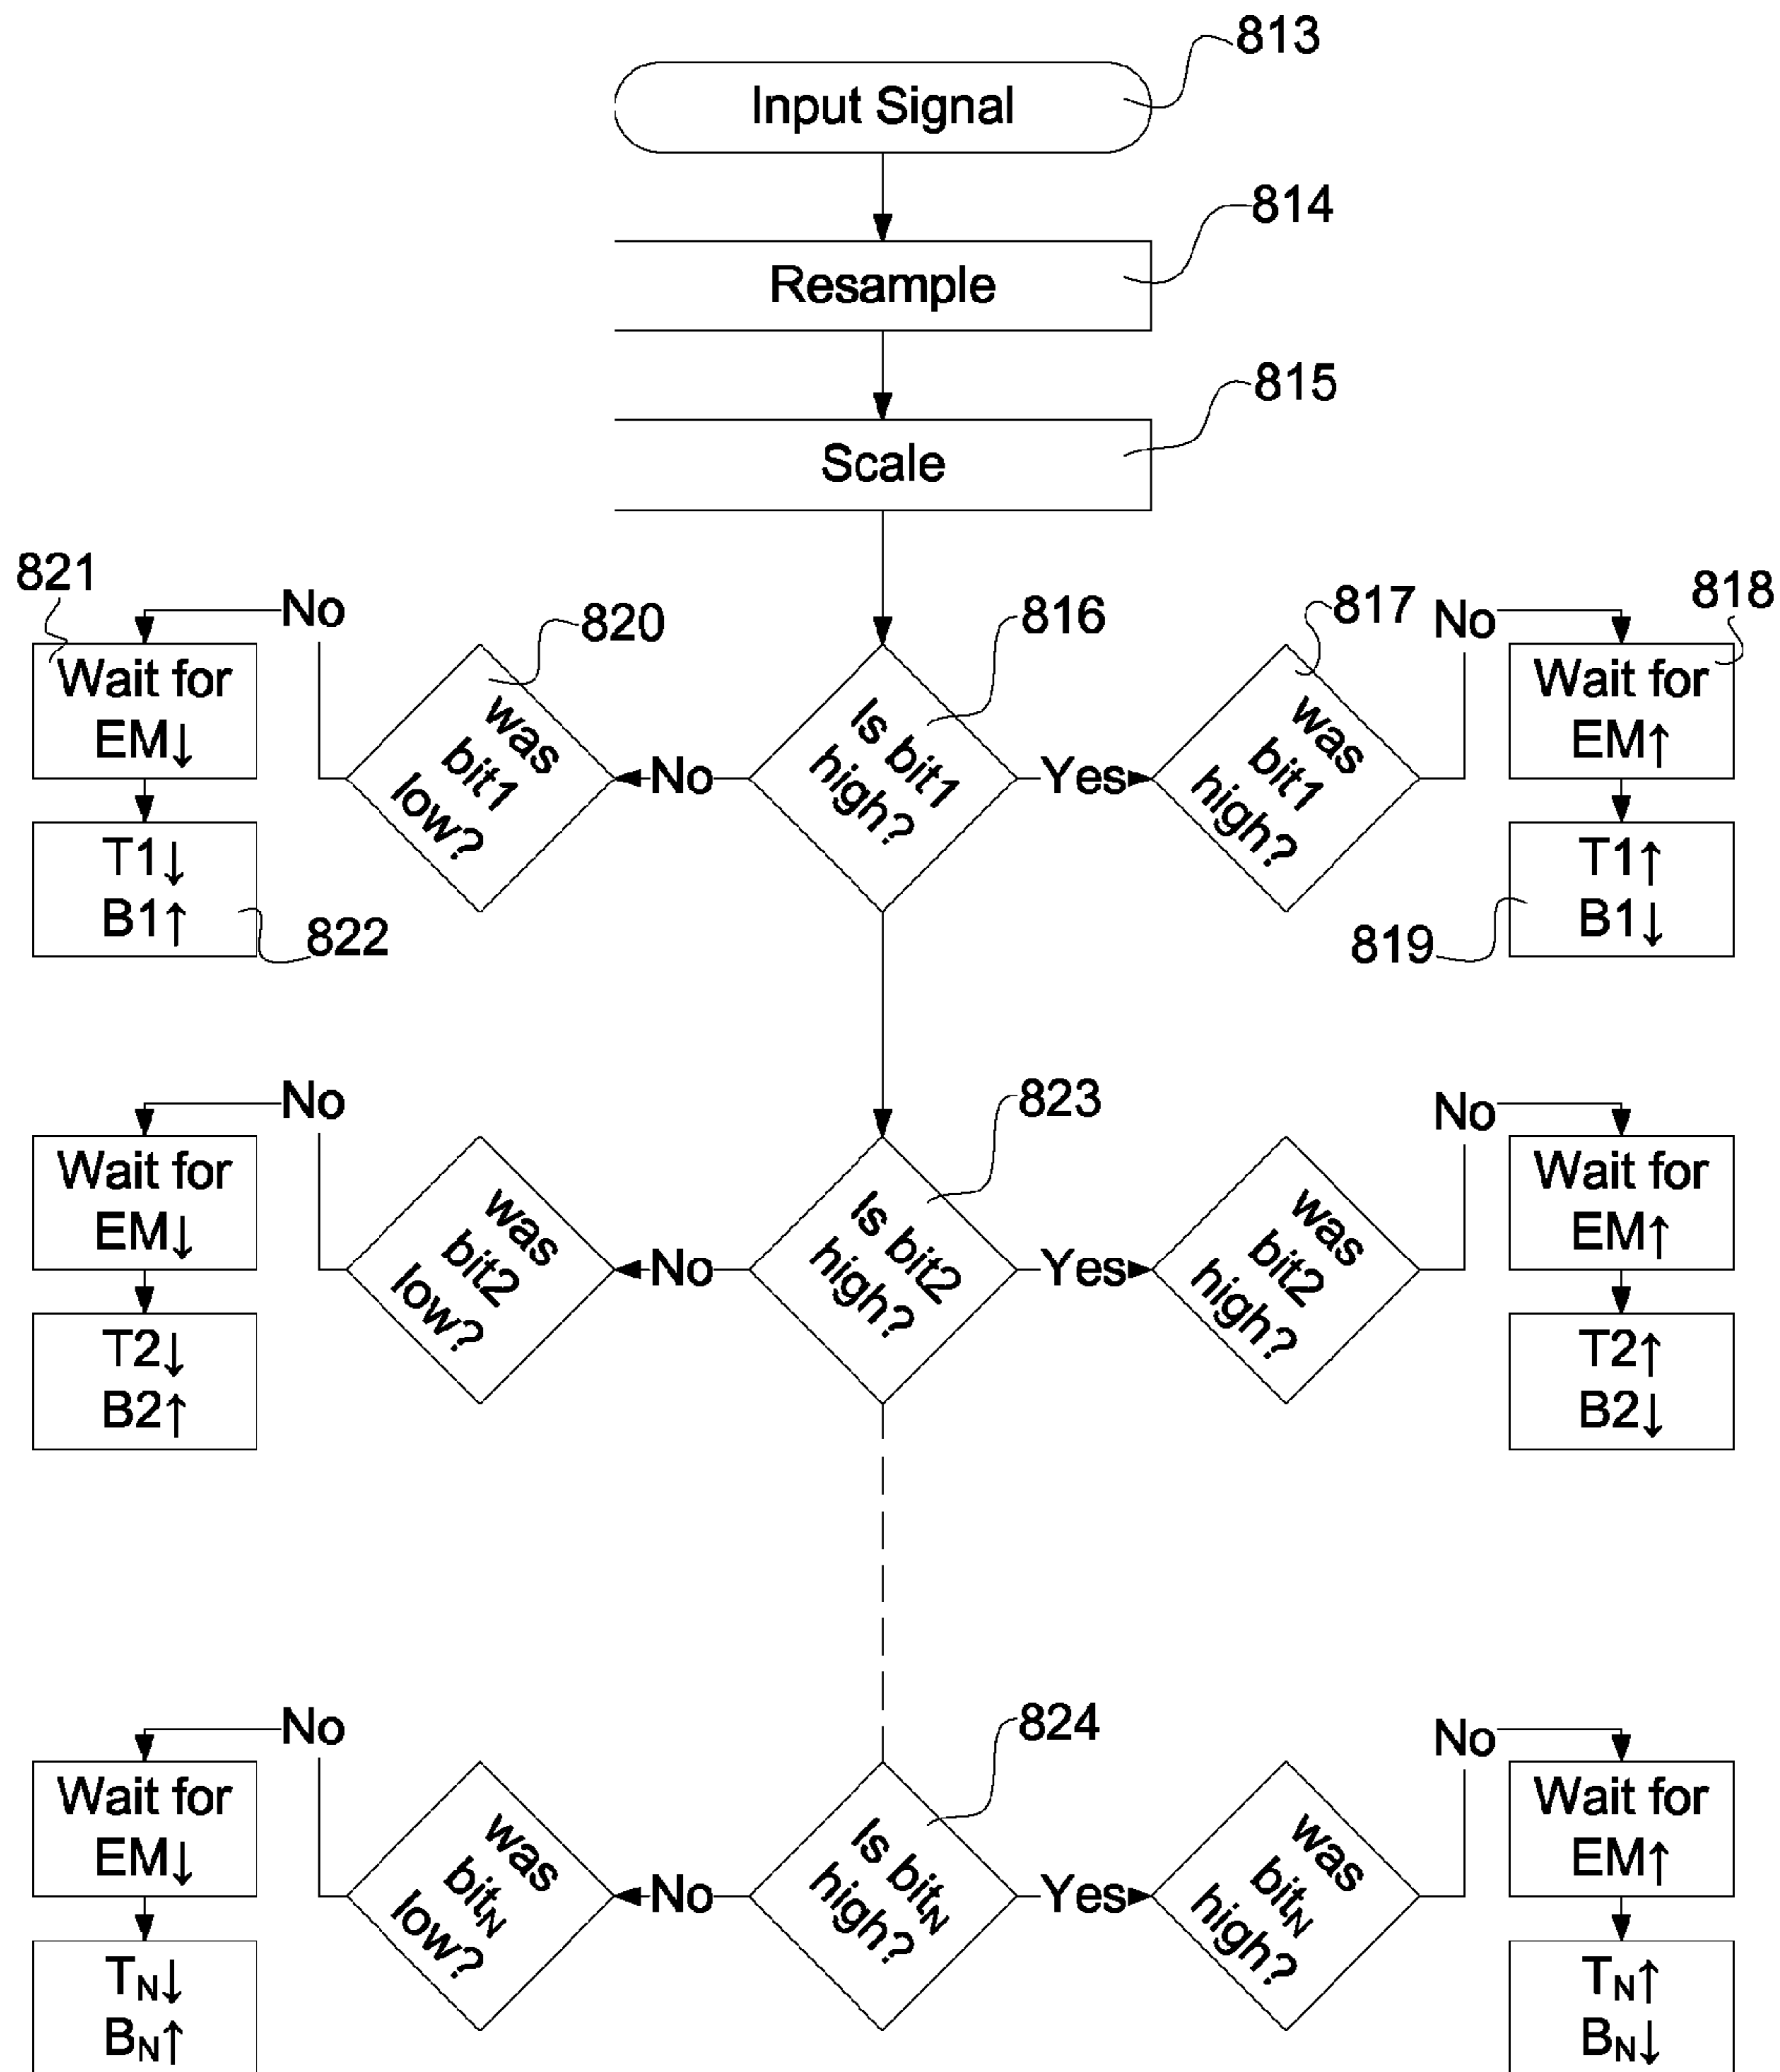 813
Input Signal
814
Resample
815
Scale
821
No
820
816
817
No
818
Wait for
EM↓
was
bit1
low?
No
Is bit1
high?
Yes
was
bit1
high?
Wait for
EM↑
T1↓
B1↑
822
819
T1↑
B1↓
No
823
No
Wait for
EM↓
was
bit2
low?
No
Is bit2
high?
Yes
was
bit2
high?
Wait for
EM↑
T2↓
B2↑
T2↑
B2↓
No
824
No
Wait for
EM↓
was
bitN
low?
No
Is bitN
high?
Yes
was
bitN
high?
Wait for
EM↑
TN↓
BN↑
TN↑
BN↓